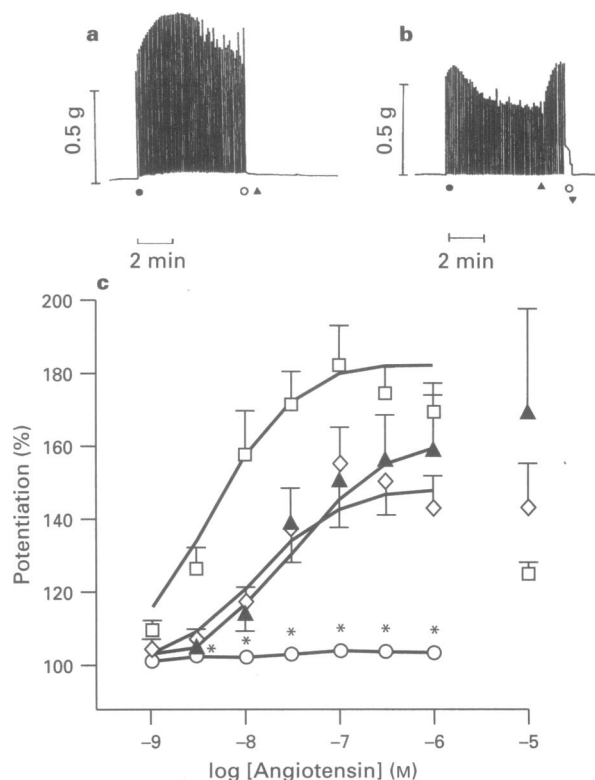 a
b
0.5 g
0.5 g
2 min
2 min
c
200
180
160
140
120
100
Potentiation (%)
* * * * * *
–9 –8 –7 –6 –5
log [Angiotensin] (M)